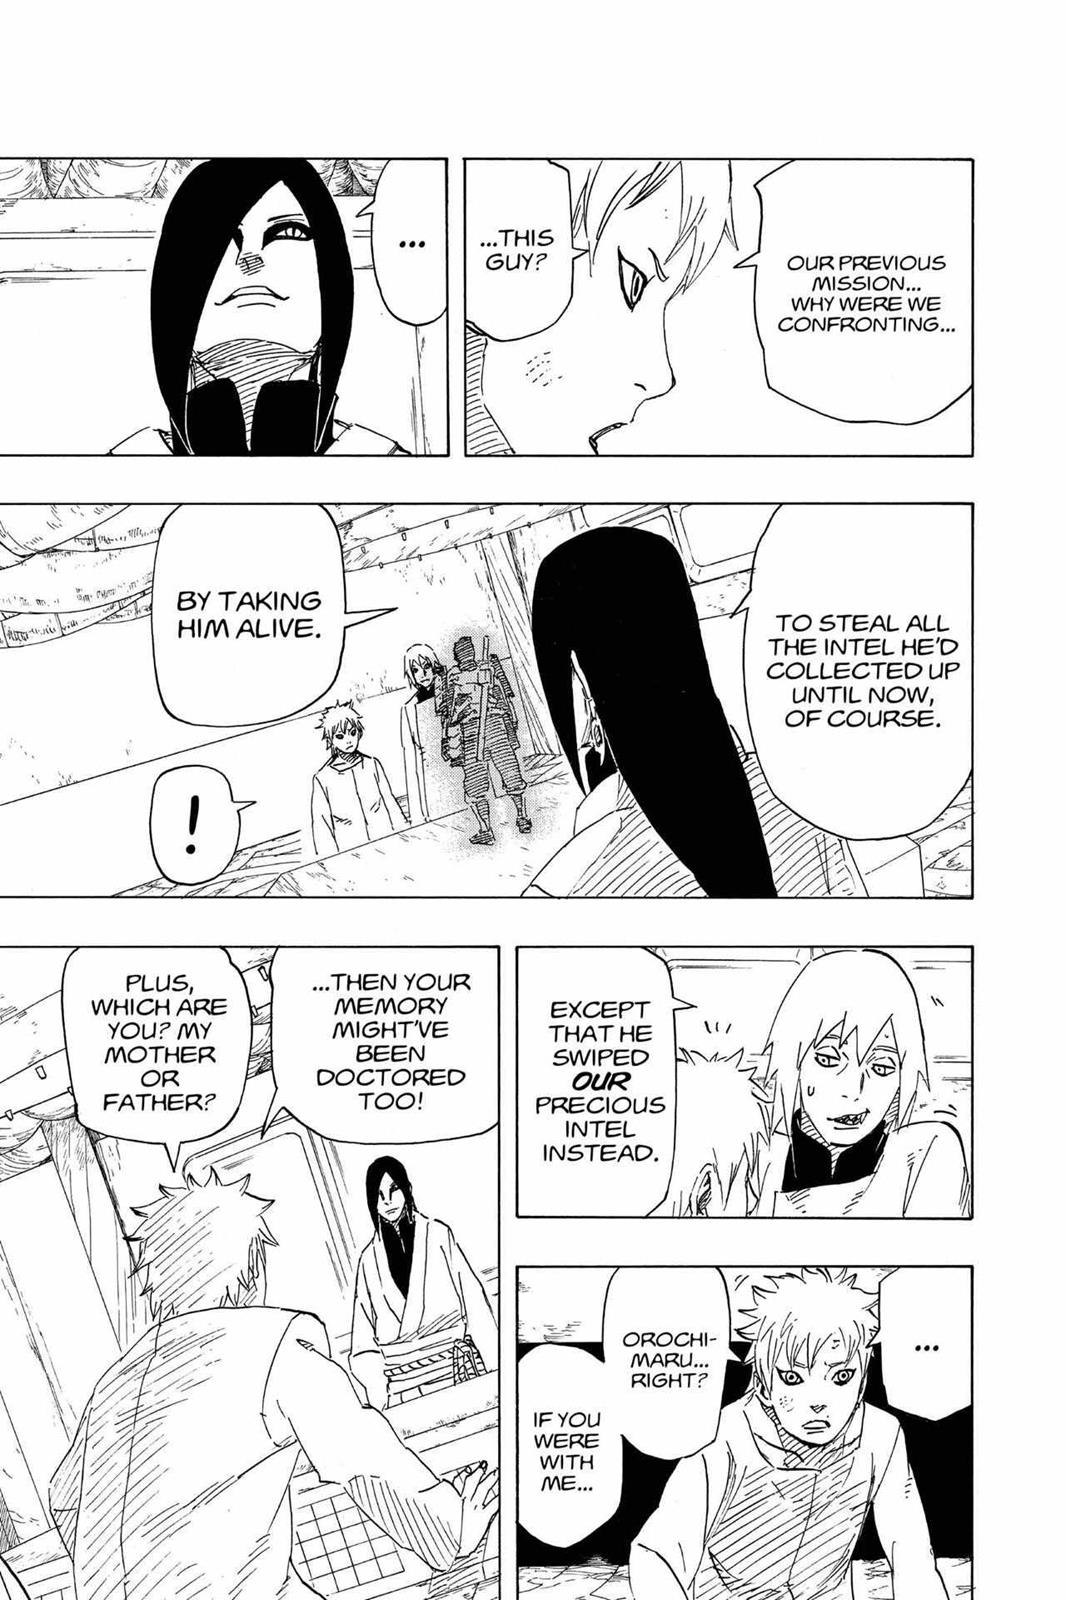 OUR PREVIOUS
MISSION...
WHY WERE WE
CONFRONTING...
...THIS
GUY?
...
TO STEAL ALL
THE INTEL HE'D
COLLECTED UP
UNTIL NOW,
OF COURSE.
BY TAKING
HIM ALIVE.
!
EXCEPT
THAT HE
SWIPED
OUR
PRECIOUS
INTEL
INSTEAD.
...
OROCHI-
MARU...
RIGHT?
IF YOU
WERE
WITH
ME...
...THEN YOUR
MEMORY
MIGHT'VE
BEEN
DOCTORED
TOO!
PLUS,
WHICH ARE
YOU? MY
MOTHER
OR
FATHER?